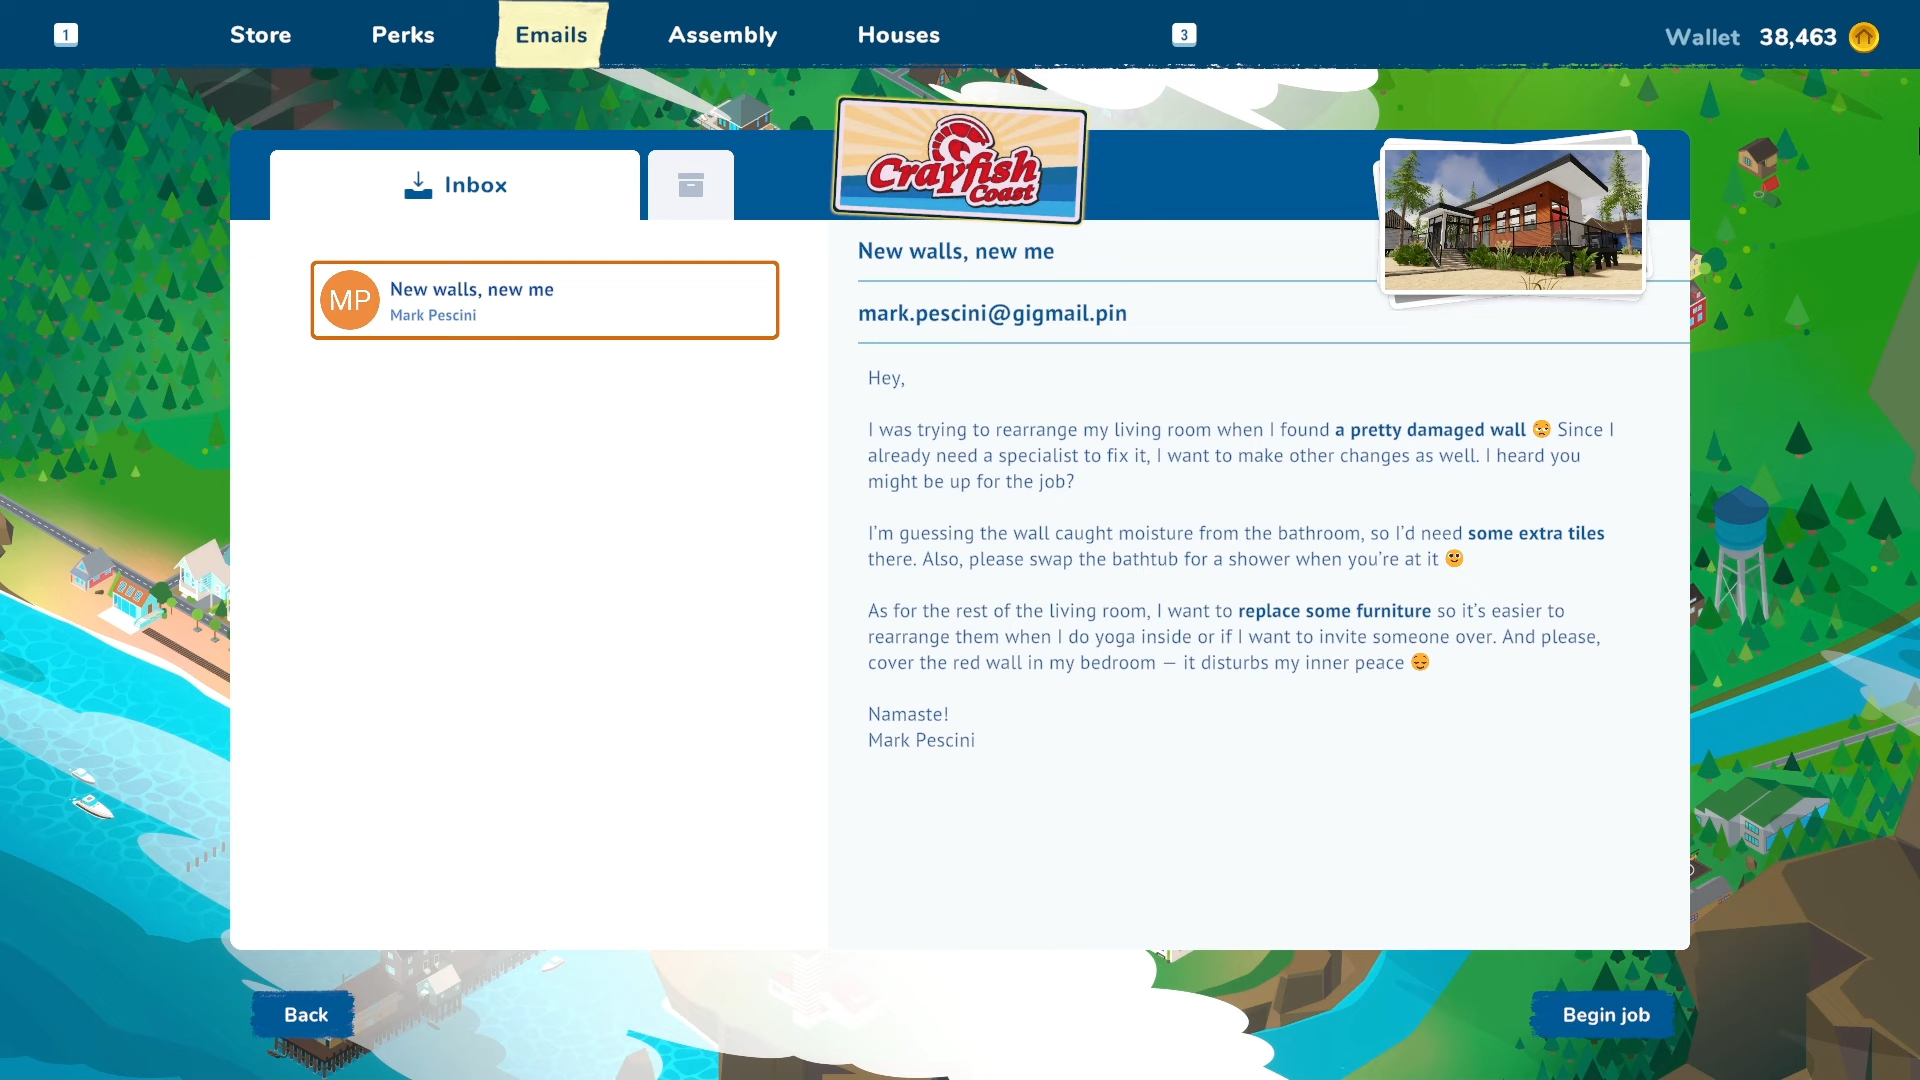 1
Store
Perks
Emails
Assembly
Houses
3
Wallet 38,463
Inbox
Crayfish
Coast
MP
New walls, new me
Mark Pescini
New walls, new me
mark.pescini@gigmail.pin
Hey,
I was trying to rearrange my living room when I found a pretty damaged wall 😟 Since I
already need a specialist to fix it, I want to make other changes as well. I heard you
might be up for the job?
I'm guessing the wall caught moisture from the bathroom, so I'd need some extra tiles
there. Also, please swap the bathtub for a shower when you're at it 🙂
As for the rest of the living room, I want to replace some furniture so it's easier to
rearrange them when I do yoga inside or if I want to invite someone over. And please,
cover the red wall in my bedroom — it disturbs my inner peace 😌
Namaste!
Mark Pescini
Back
Begin job